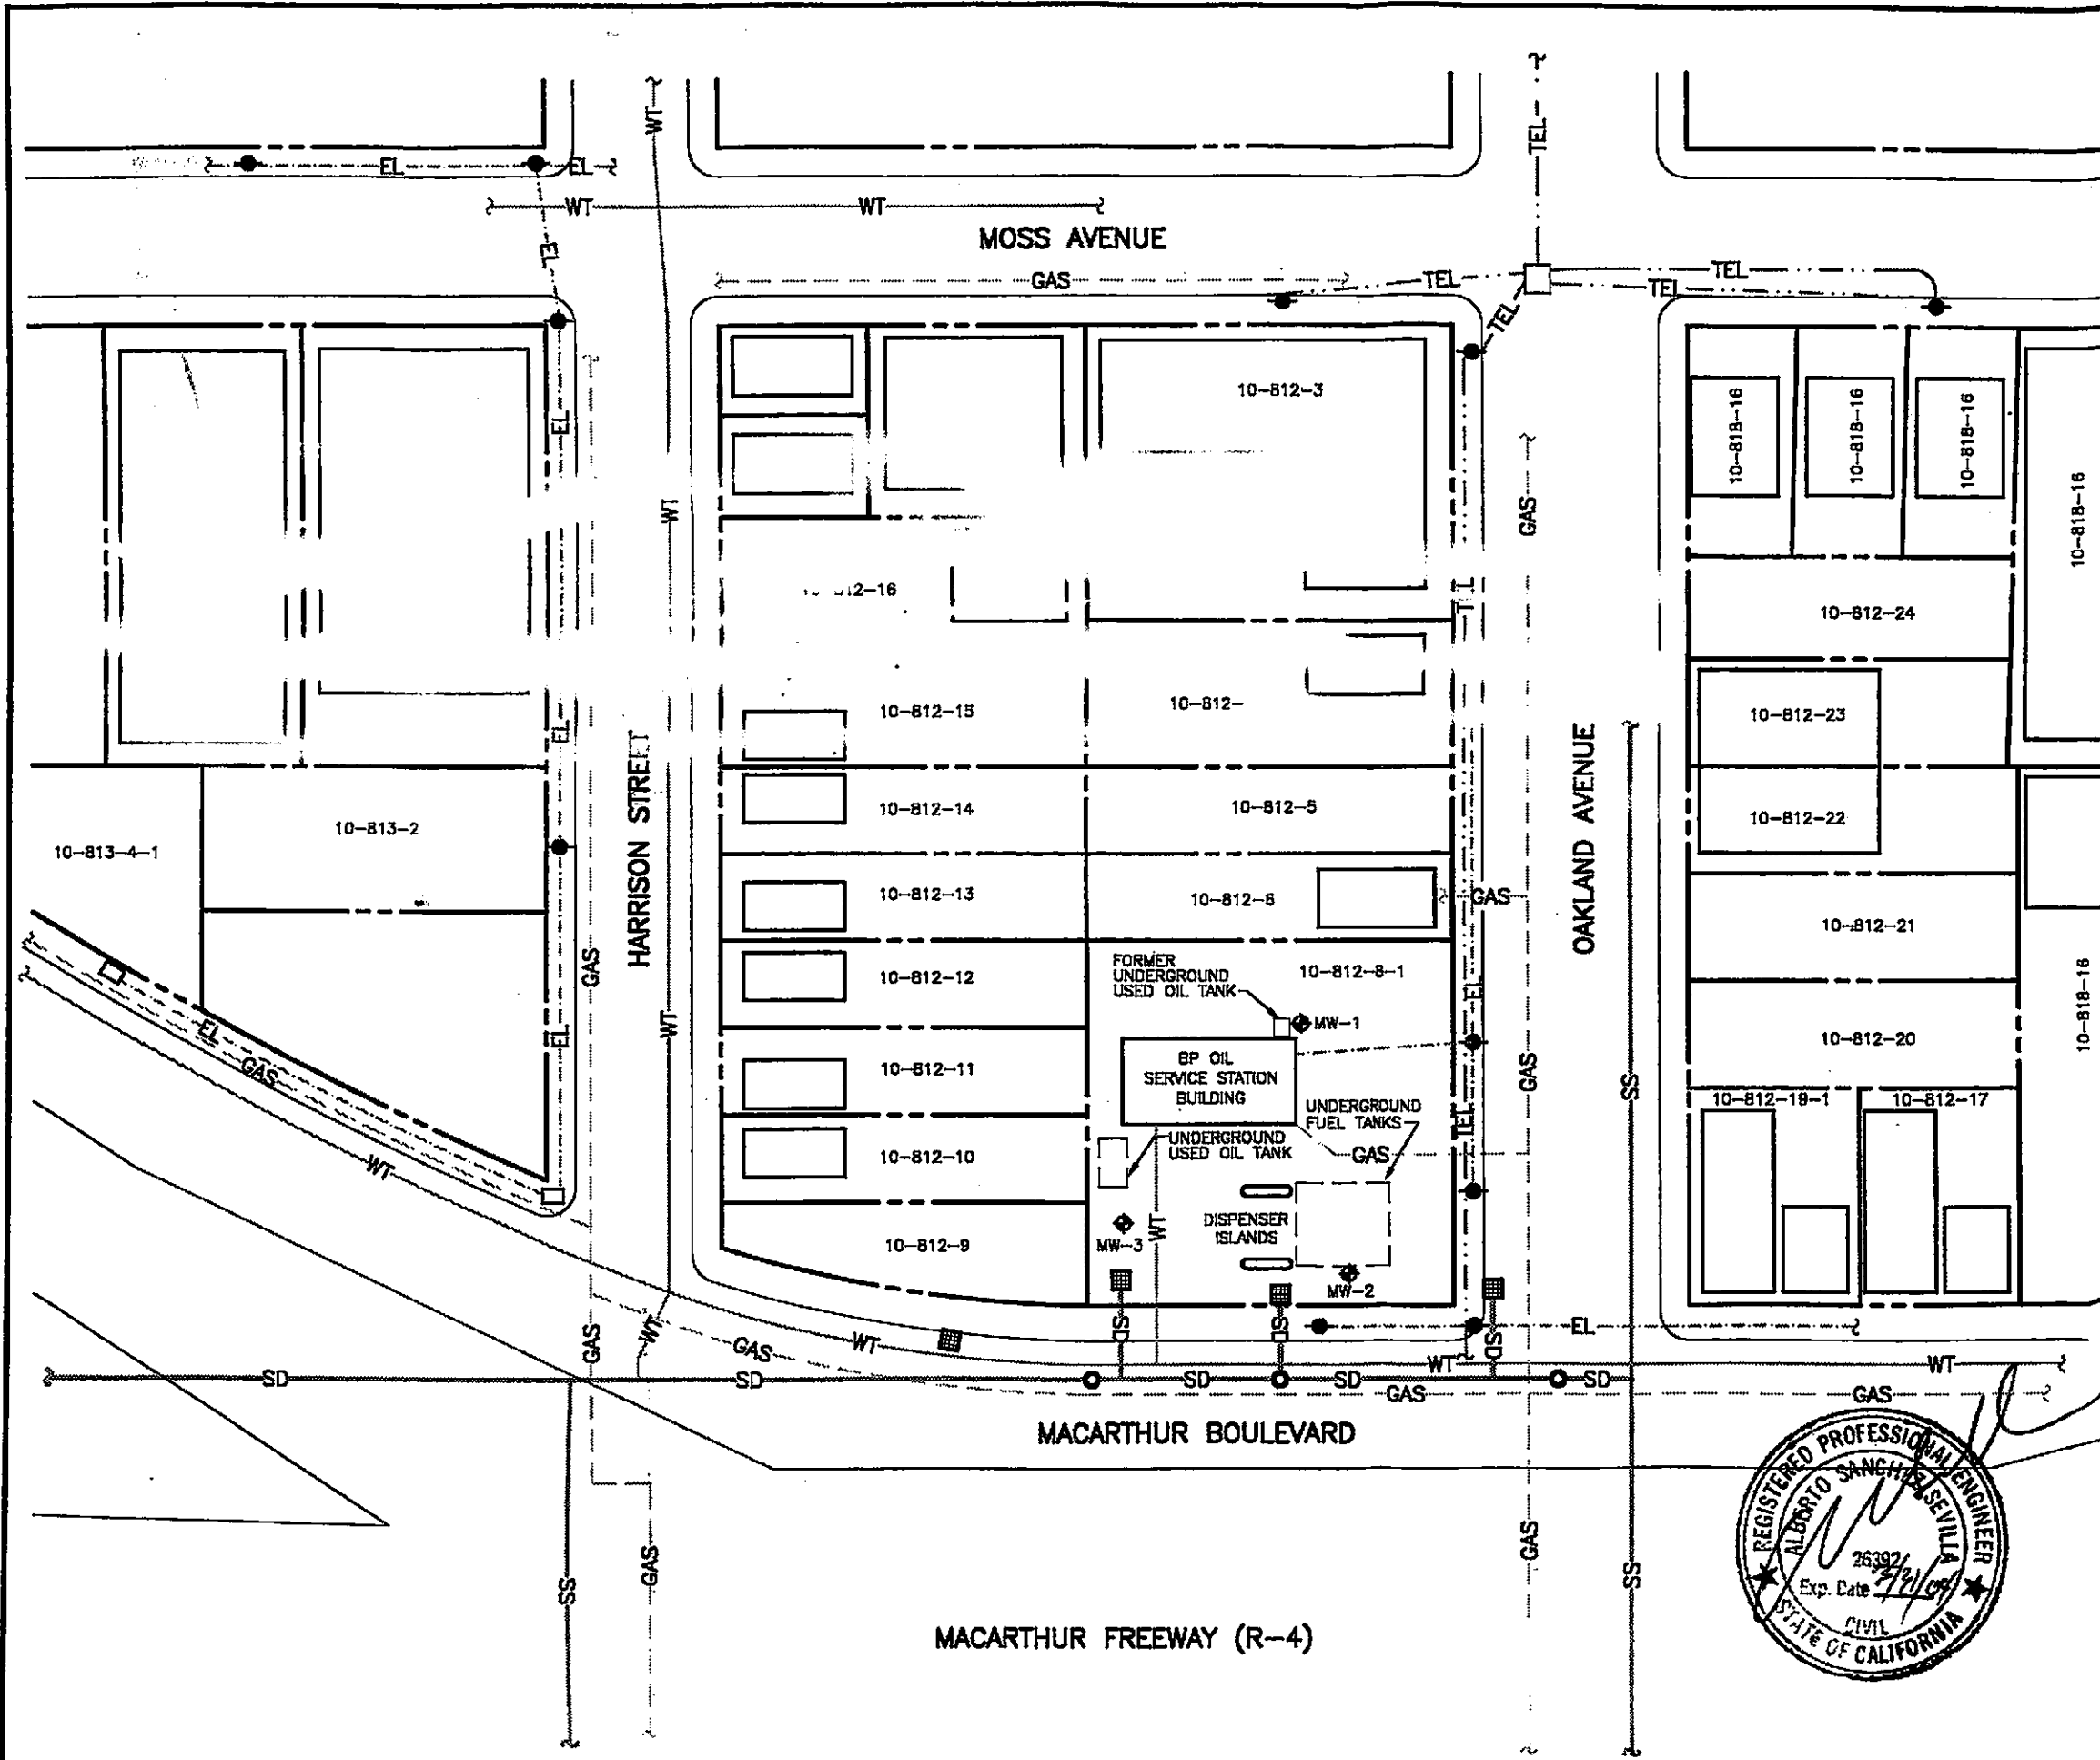 WT
TEL
EL
EL
WT
WT
MOSS AVENUE
EL
GAS
TEL
TEL
TEL
TEL
10-812-3
EL
10-818-16
10-818-16
10-818-16
10-818-16
WT
GAS
12-16
10-812-24
10-812-15
10-812-
10-812-23
EL
HARRISON STREET
OAKLAND AVENUE
10-812-14
10-812-5
10-812-22
10-813-2
10-813-4-1
10-812-13
10-812-6
GAS
10-812-21
GAS
10-812-12
FORMER
UNDERGROUND
USED OIL TANK
10-812-8-1
EL
10-818-16
MW-1
EL
EL
WT
GAS
10-812-11
BP OIL
SERVICE STATION
BUILDING
GAS
10-812-20
SS
10-812-19-1
10-812-17
UNDERGROUND
FUEL TANKS
TEL
UNDERGROUND
USED OIL TANK
GAS
10-812-10
WT
DISPENSER
ISLANDS
WT
MW-3
10-812-9
MW-2
SD
SD
SD
EL
GAS
WT
GAS
WT
WT
WT
SD
SD
SD
SD
SD
GAS
GAS
MACARTHUR BOULEVARD
SS
GAS
GAS
SS
MACARTHUR FREEWAY (R-4)
REGISTERED PROFESSIONAL ENGINEER
ALBERTO SANCHEZ SEVILLA
26392
Exp. Date
CIVIL
STATE OF CALIFORNIA